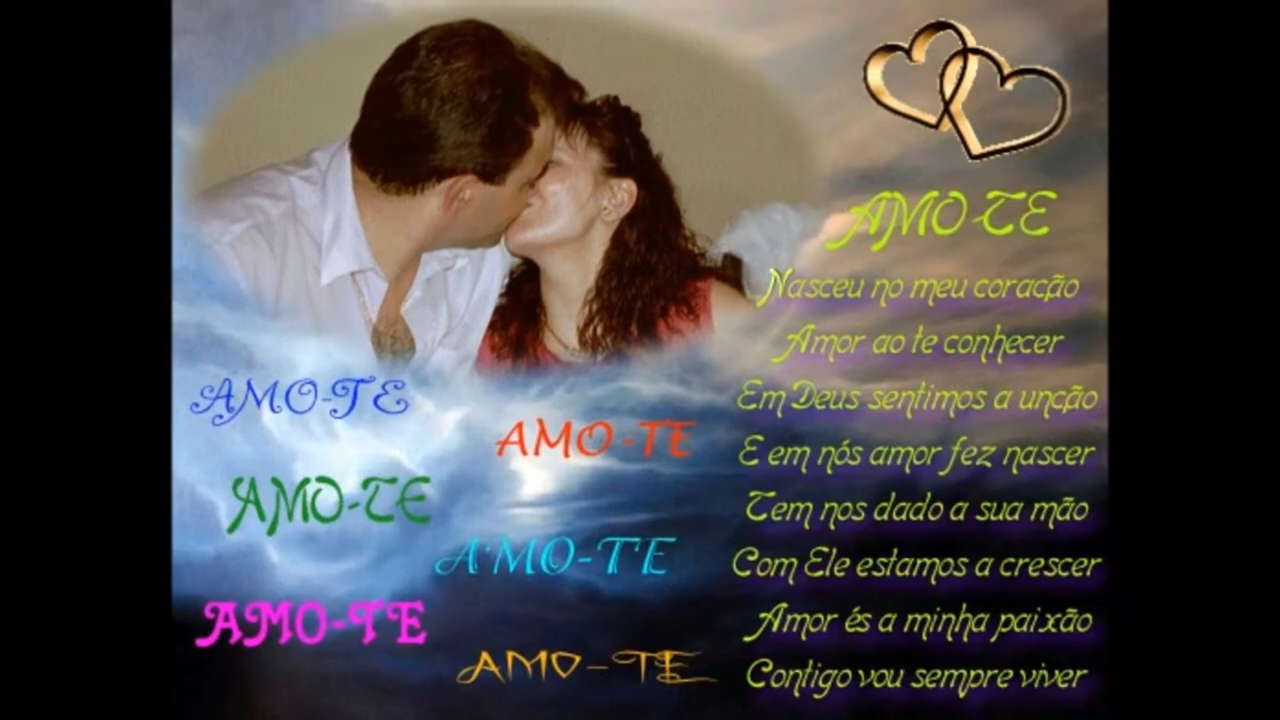 AMO-TE
Nasceu no meu coração
Amor ao te conhecer
Em Deus sentimos a unção
E em nós amor fez nascer
Tem nos dado a sua mão
Com Ele estamos a crescer
Amor és a minha paixão
Contigo vou sempre viver
AMO-TE
AMO-TE
AMO-TE
AMO-TE
AMO-TE
AMO-TE